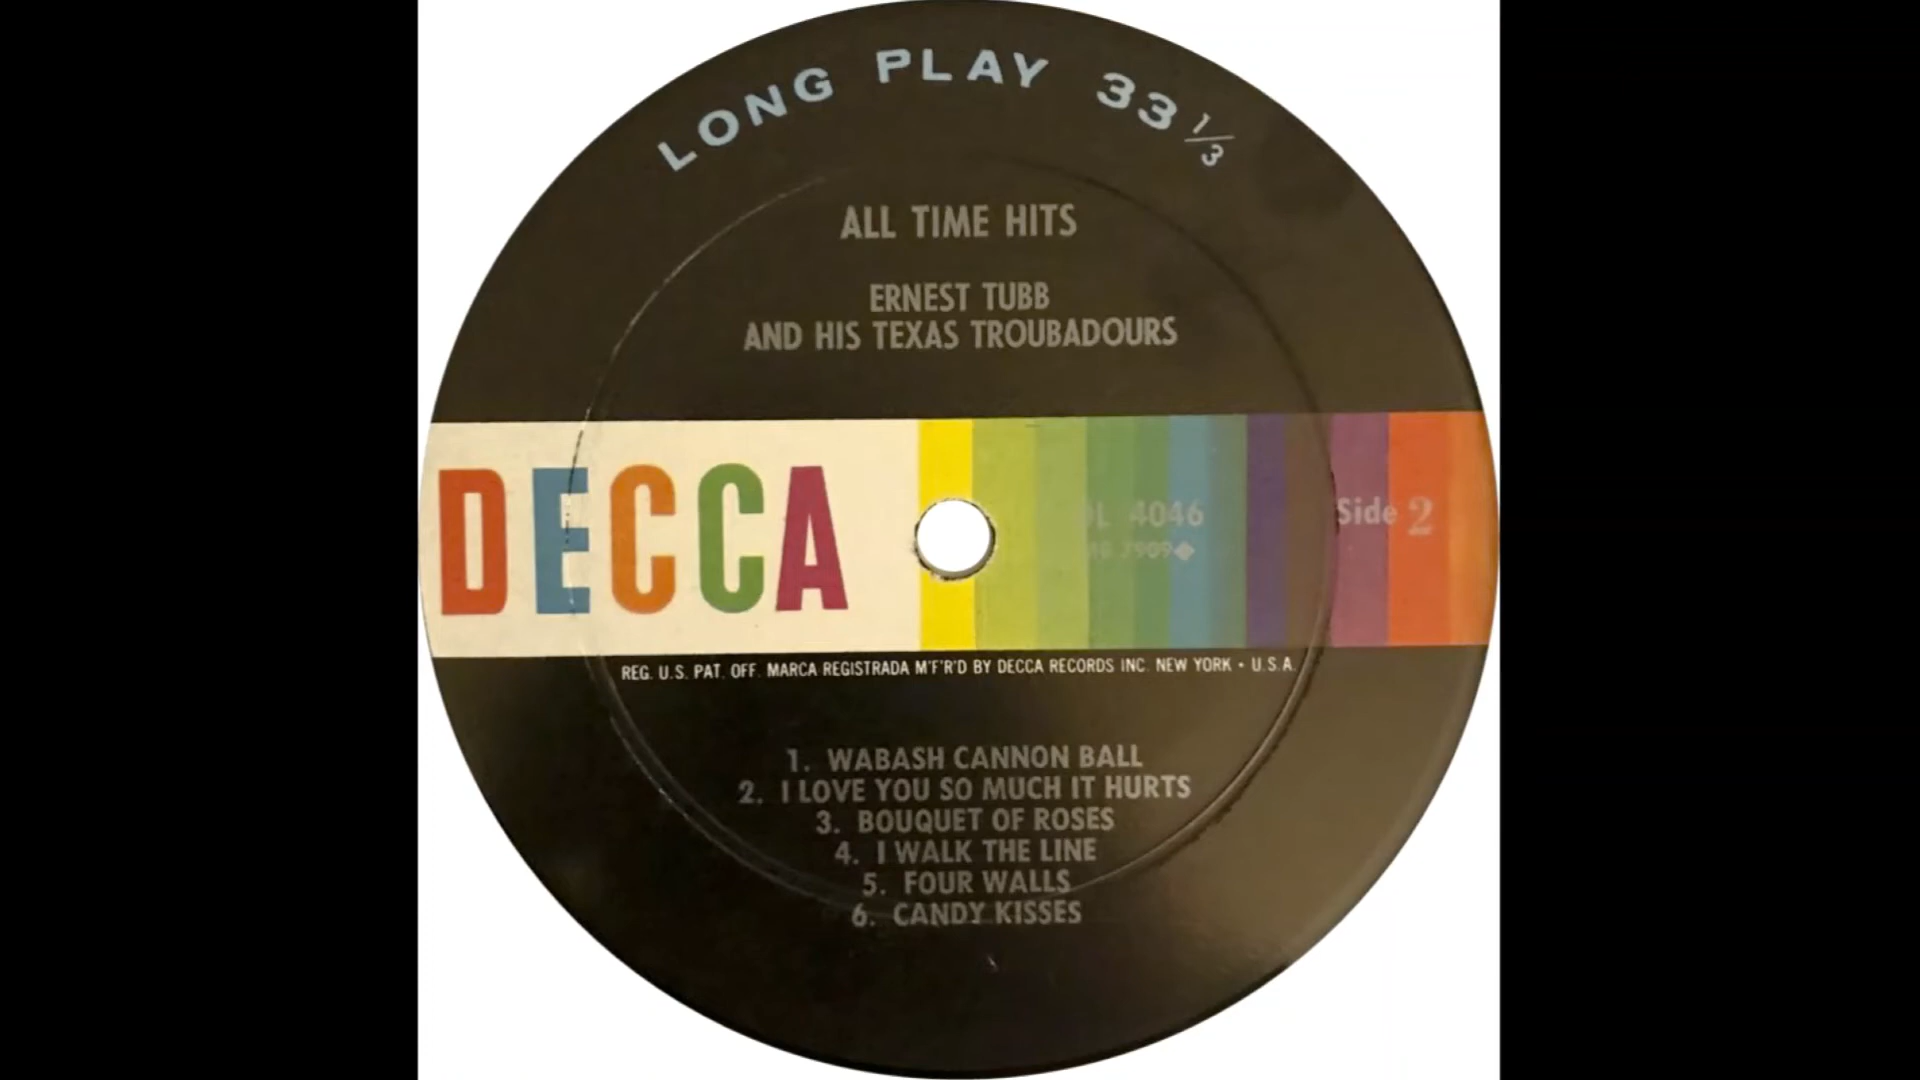 LONG PLAY 33 1/3
ALL TIME HITS
ERNEST TUBB
AND HIS TEXAS TROUBADOURS
DECCA
4046
Side 2
REG. U.S. PAT. OFF. MARCA REGISTRADA M'F'R'D BY DECCA RECORDS INC. NEW YORK • U.S.A.
1. WABASH CANNON BALL
2. I LOVE YOU SO MUCH IT HURTS
3. BOUQUET OF ROSES
4. I WALK THE LINE
5. FOUR WALLS
6. CANDY KISSES